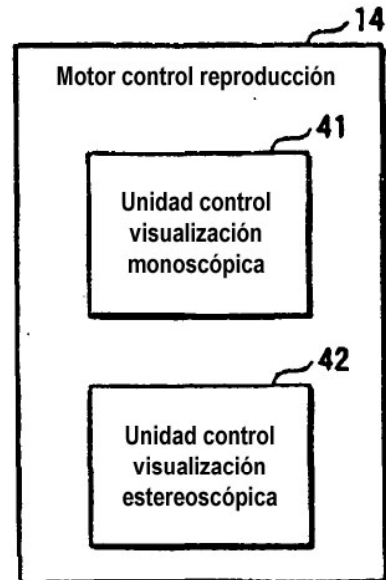 14
Motor control reproducción
41
Unidad control
visualización
monoscópica
42
Unidad control
visualización
estereoscópica